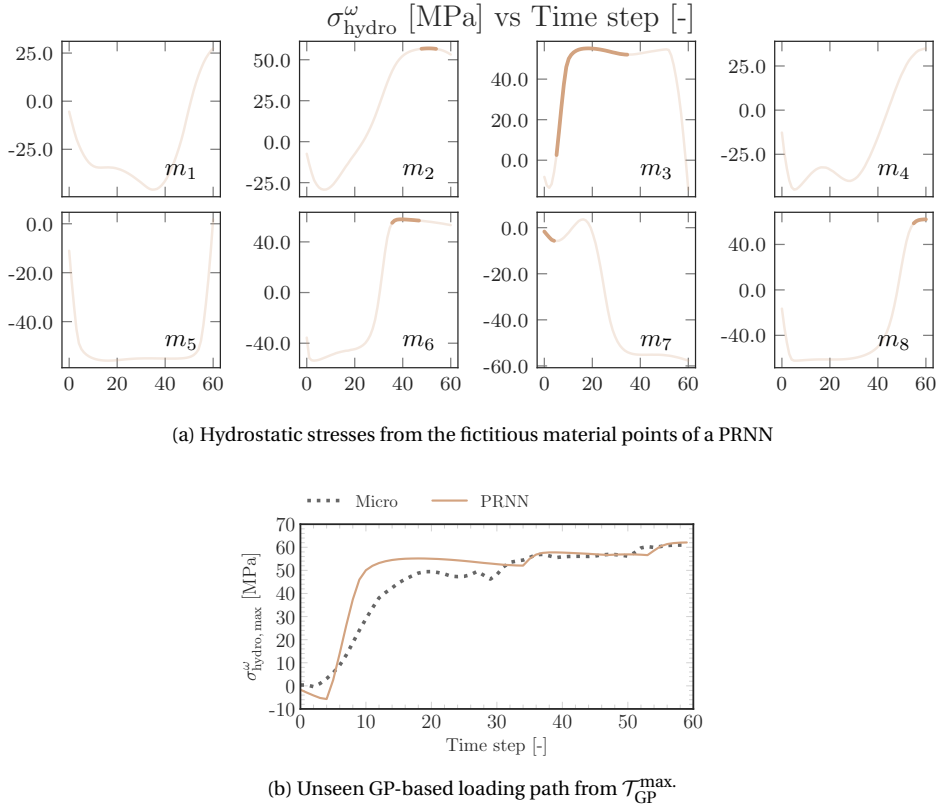 σ^ω_hydro [MPa] vs Time step [-]
25.0
0.0
-25.0
m₁
50.0
25.0
0.0
-25.0
m₂
40.0
20.0
0.0
m₃
25.0
0.0
-25.0
m₄
0.0
-20.0
-40.0
0 20 40 60
m₅
40.0
0.0
-40.0
0 20 40 60
m₆
0.0
-20.0
-40.0
-60.0
0 20 40 60
m₇
40.0
0.0
-40.0
0 20 40 60
m₈
(a) Hydrostatic stresses from the fictitious material points of a PRNN
Micro PRNN
σ^ω_hydro,max [MPa]
70
60
50
40
30
20
10
0
-10
0 10 20 30 40 50 60
Time step [-]
(b) Unseen GP-based loading path from 𝒯_GP^max.